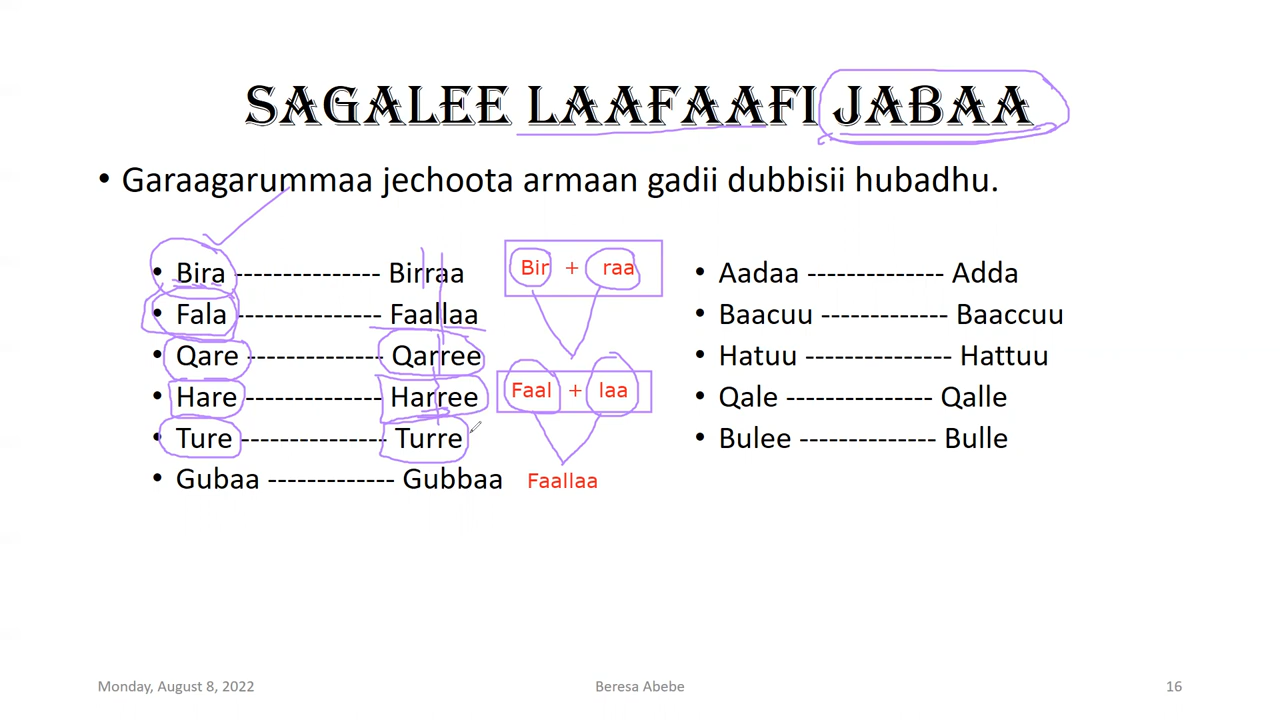 SAGALEE LAAFAAFI JABAA
• Garaagarummaa jechoota armaan gadii dubbisii hubadhu.
• Bira --------------- Birraa
• Fala --------------- Faallaa
• Qare -------------- Qarree
• Hare --------------- Harree
• Ture --------------- Turre
• Gubaa ------------- Gubbaa
Bir + raa
Faal + laa
Faallaa
• Aadaa -------------- Adda
• Baacuu ------------- Baaccuu
• Hatuu --------------- Hattuu
• Qale --------------- Qalle
• Bulee -------------- Bulle
Monday, August 8, 2022
Beresa Abebe
16